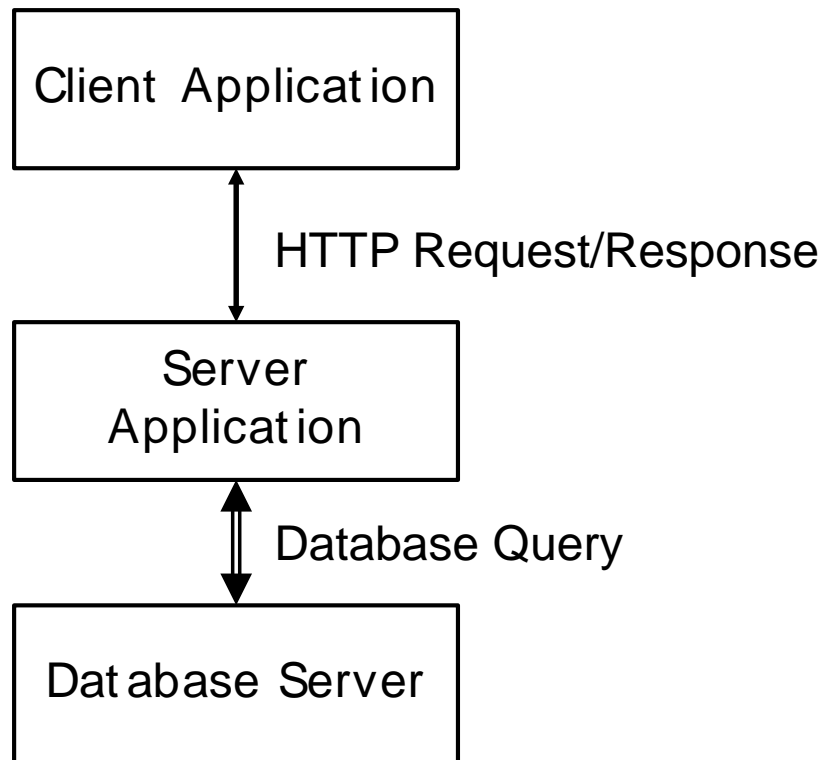 Client Application
HTTP Request/Response
Server
Application
Database Query
Database Server